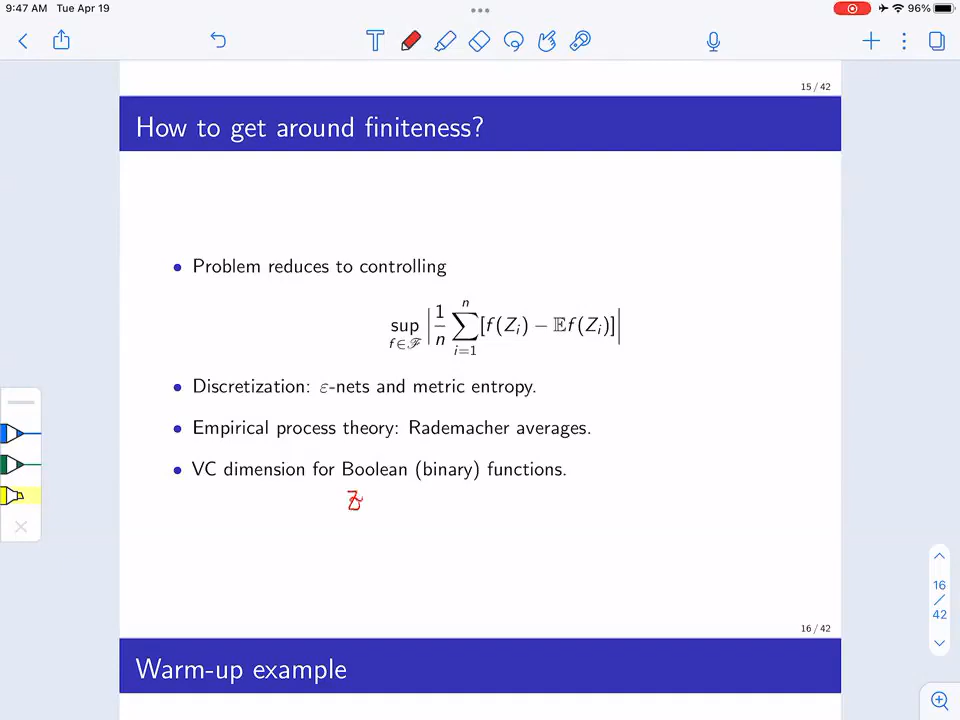 9:47 AM Tue Apr 19
96%
15 / 42
How to get around finiteness?
• Problem reduces to controlling
sup_{f∈ℱ} |1/n ∑_{i=1}^{n} [f(Z_i) − 𝔼f(Z_i)]|
• Discretization: ε-nets and metric entropy.
• Empirical process theory: Rademacher averages.
• VC dimension for Boolean (binary) functions.
16
/
42
16 / 42
Warm-up example